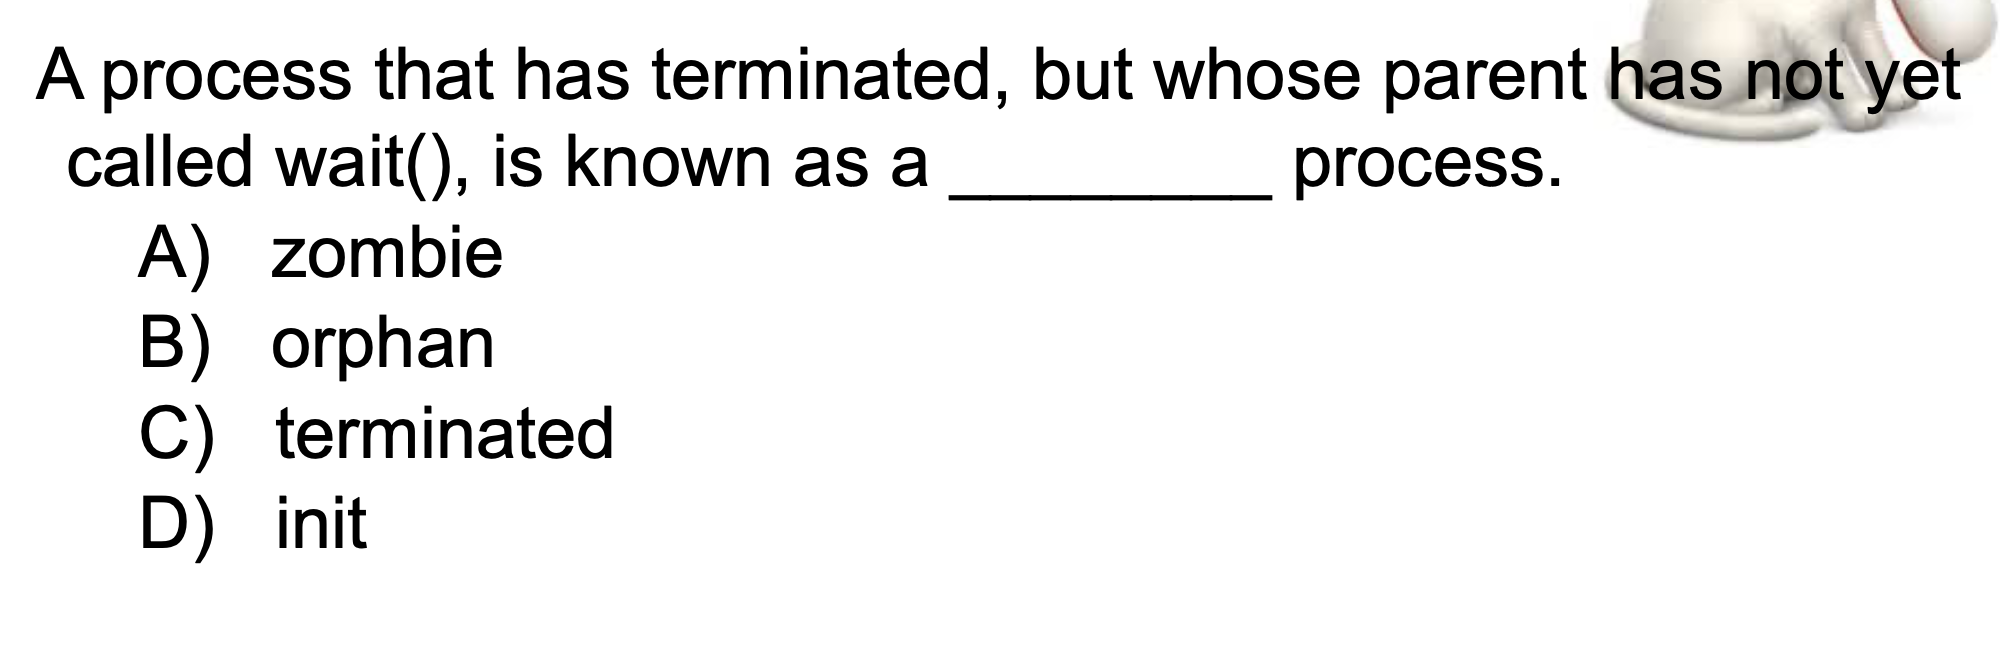 A process that has terminated, but whose parent has not yet
called wait(), is known as a ________ process.
A) zombie
B) orphan
C) terminated
D) init